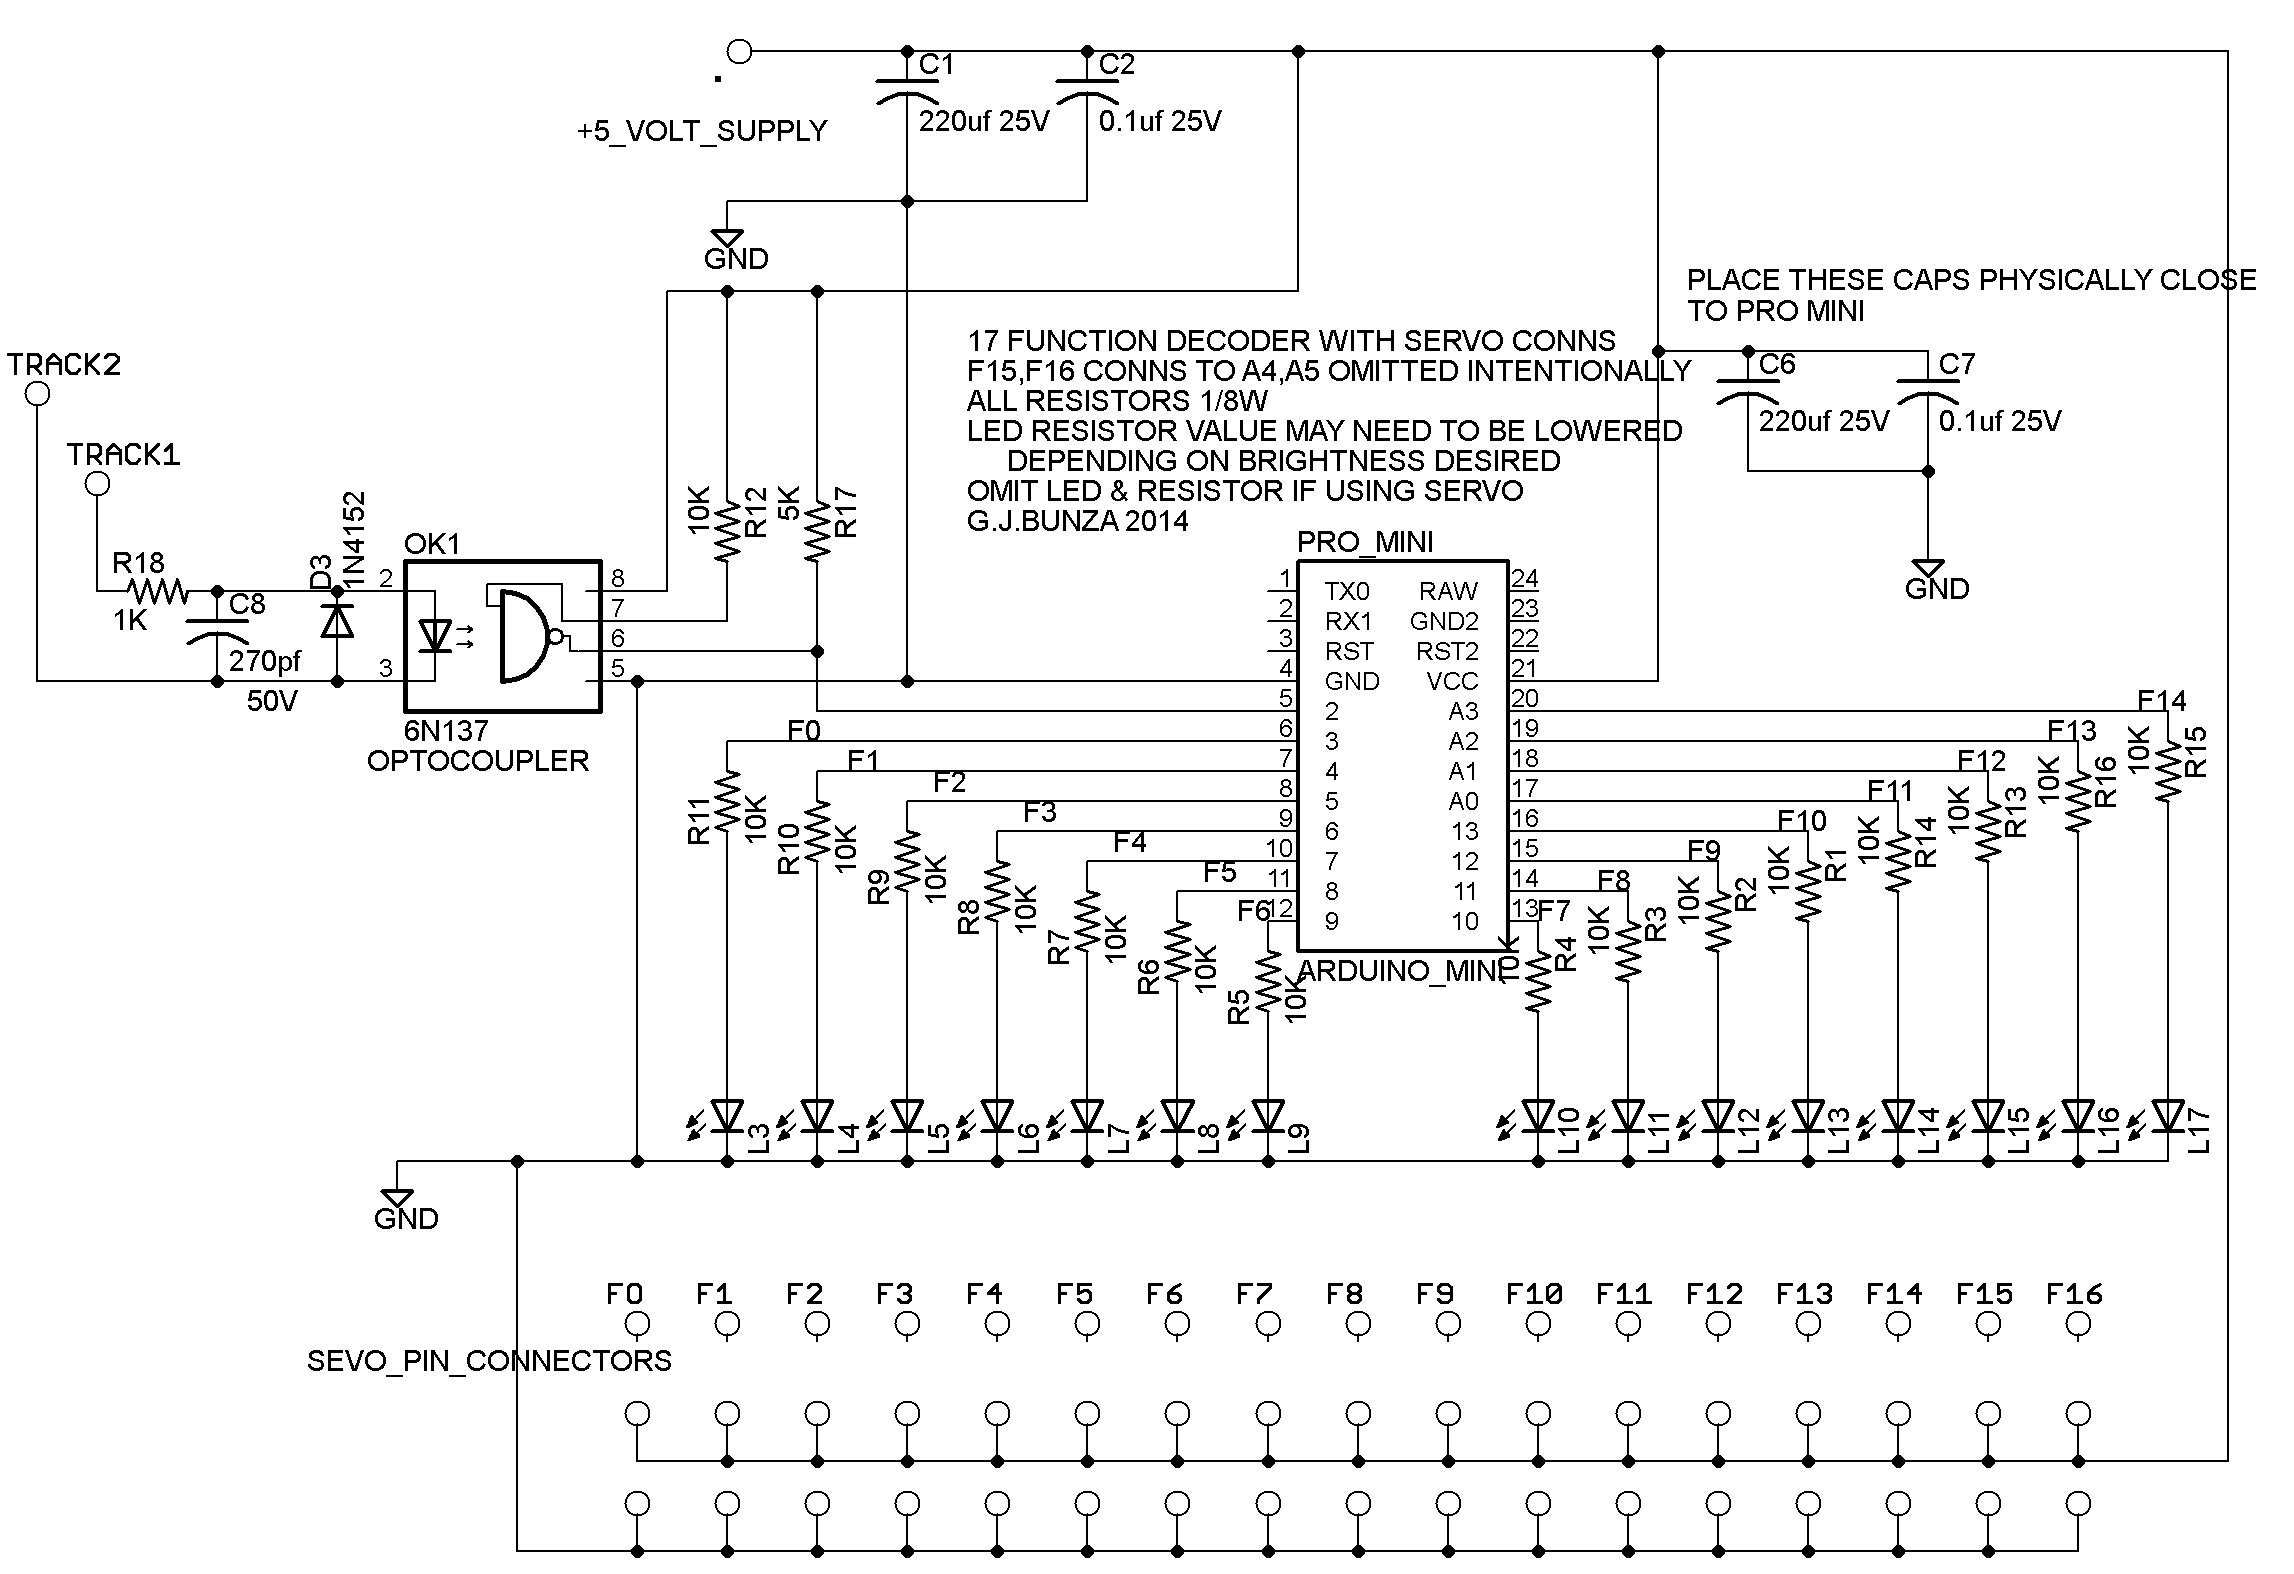 C1
220uf 25V
C2
0.1uf 25V
+5_VOLT_SUPPLY
GND
PLACE THESE CAPS PHYSICALLY CLOSE
TO PRO MINI
17 FUNCTION DECODER WITH SERVO CONNS
F15,F16 CONNS TO A4,A5 OMITTED INTENTIONALLY
ALL RESISTORS 1/8W
LED RESISTOR VALUE MAY NEED TO BE LOWERED
DEPENDING ON BRIGHTNESS DESIRED
OMIT LED & RESISTOR IF USING SERVO
G.J.BUNZA 2014
C6
220uf 25V
C7
0.1uf 25V
GND
TRACK2
TRACK1
R18
1K
C8
270pf
50V
D3
1N4152
OK1
2
3
8
7
6
5
6N137
OPTOCOUPLER
10K
R12
5K
R17
PRO_MINI
1 TX0 RAW 24
2 RX1 GND2 23
3 RST RST2 22
4 GND VCC 21
5 2 A3 20
6 3 A2 19
7 4 A1 18
8 5 A0 17
9 6 13 16
10 7 12 15
11 8 11 14
12 9 10 13
ARDUINO_MINI
F0
F1
F2
F3
F4
F5
F6
F7
F8
F9
F10
F11
F12
F13
F14
R11
10K
R10
10K
R9
10K
R8
10K
R7
10K
R6
10K
R5
10K
10K
R4
10K
R3
10K
R2
10K
R1
10K
R14
10K
R13
10K
R16
10K
R15
L3
L4
L5
L6
L7
L8
L9
L10
L11
L12
L13
L14
L15
L16
L17
GND
F0 F1 F2 F3 F4 F5 F6 F7 F8 F9 F10 F11 F12 F13 F14 F15 F16
SEVO_PIN_CONNECTORS